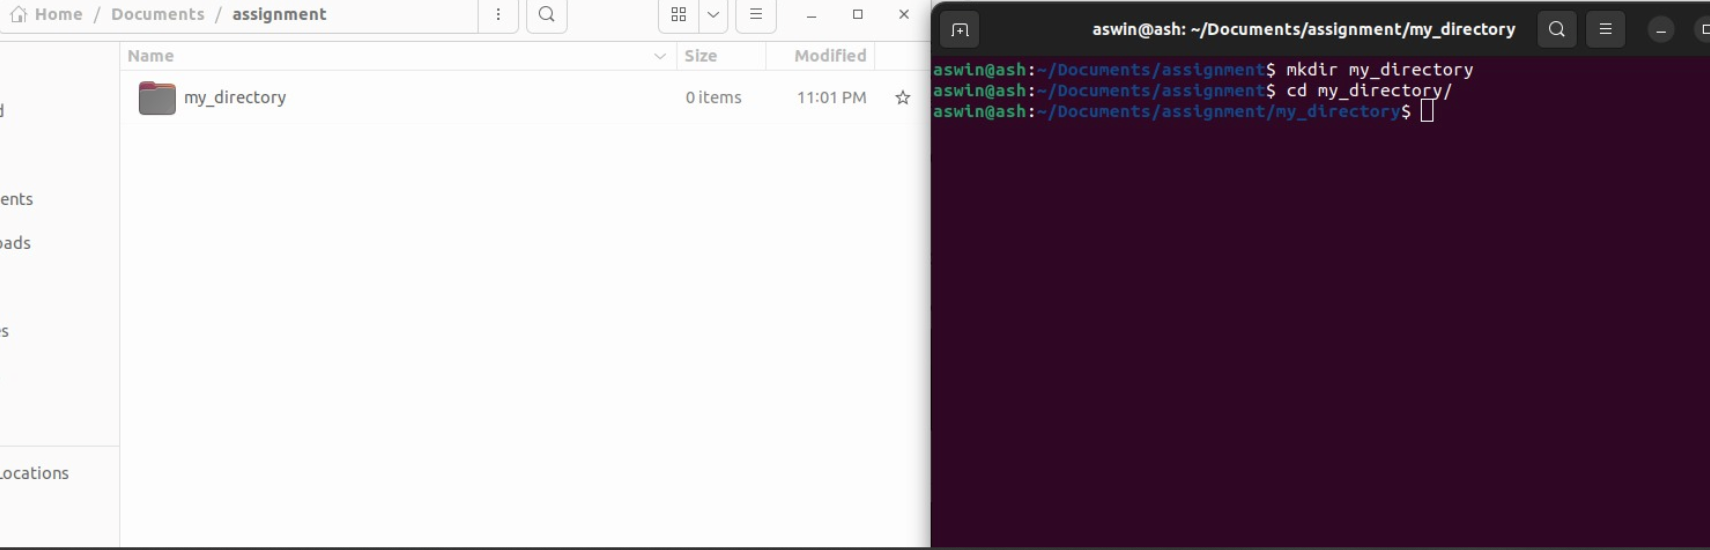 Home / Documents / assignment
Name Size Modified
my_directory 0 items 11:01 PM
ents
oads
s
Locations
aswin@ash: ~/Documents/assignment/my_directory
aswin@ash:~/Documents/assignment$ mkdir my_directory
aswin@ash:~/Documents/assignment$ cd my_directory/
aswin@ash:~/Documents/assignment/my_directory$